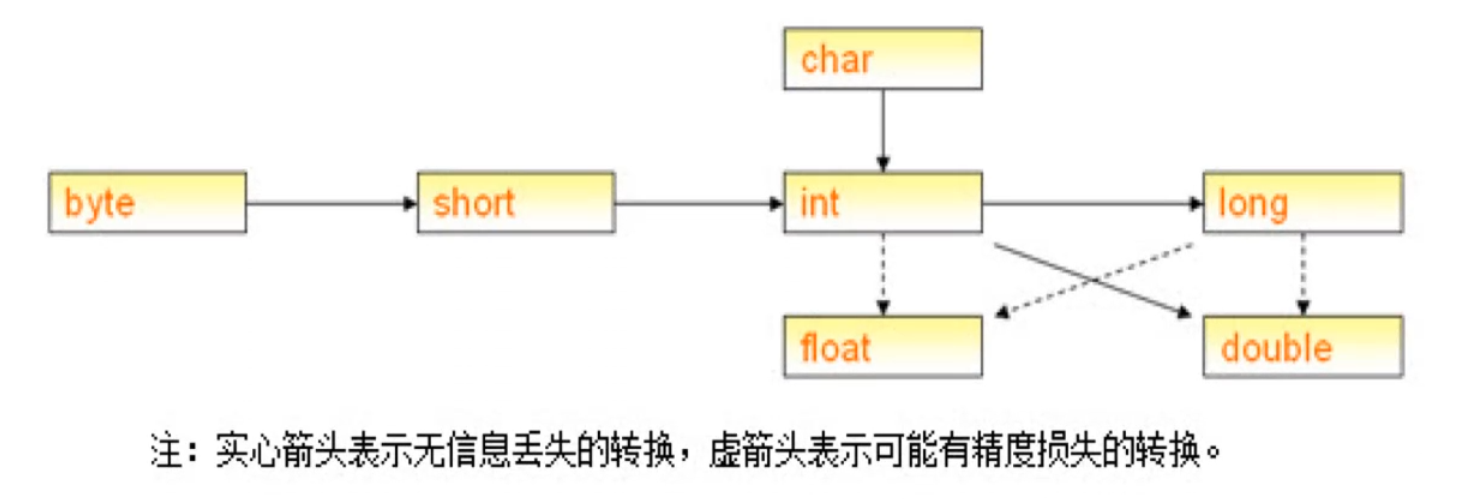 char
byte
short
int
long
float
double
注：实心箭头表示无信息丢失的转换，虚箭头表示可能有精度损失的转换。